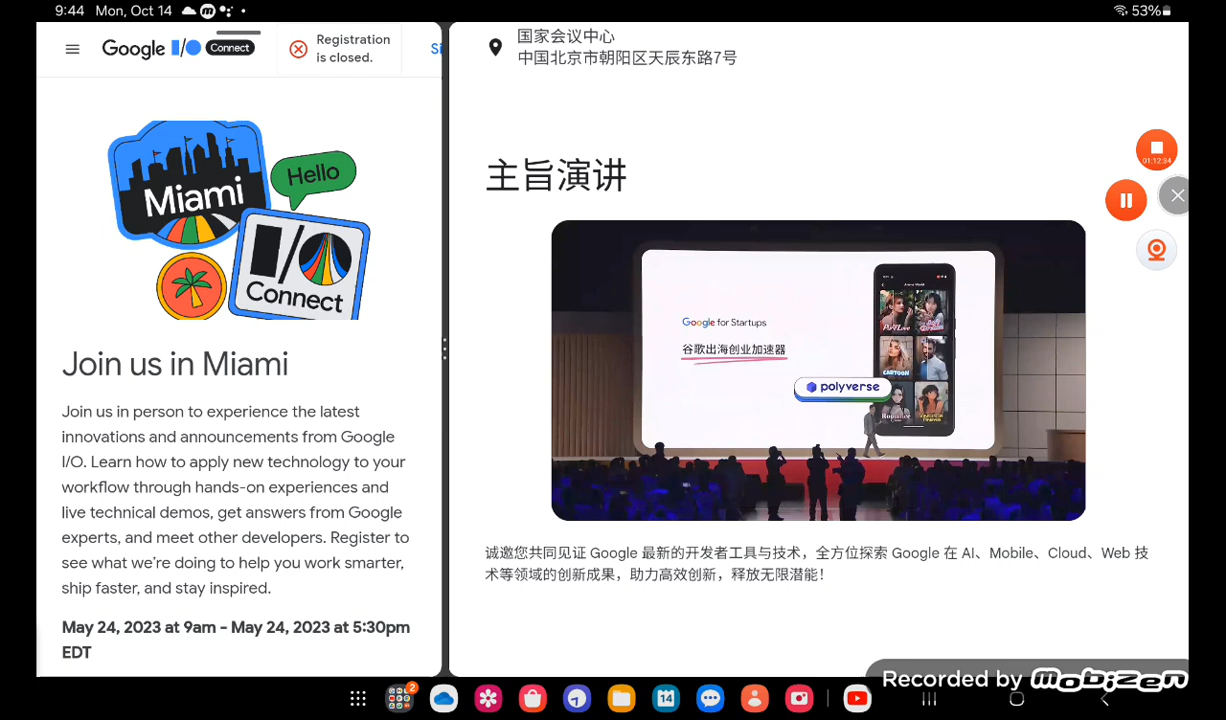 9:44 Mon, Oct 14
53%
Google I/O Connect
Registration
is closed.
Si
Miami
Hello
I/O
Connect
Join us in Miami
Join us in person to experience the latest
innovations and announcements from Google
I/O. Learn how to apply new technology to your
workflow through hands-on experiences and
live technical demos, get answers from Google
experts, and meet other developers. Register to
see what we’re doing to help you work smarter,
ship faster, and stay inspired.
May 24, 2023 at 9am - May 24, 2023 at 5:30pm
EDT
国家会议中心
中国北京市朝阳区天辰东路7号
主旨演讲
Google for Startups
谷歌出海创业加速器
polyverse
CARTOON
诚邀您共同见证 Google 最新的开发者工具与技术，全方位探索 Google 在 AI、Mobile、Cloud、Web 技
术等领域的创新成果，助力高效创新，释放无限潜能！
01:12:34
2
14
Recorded by mobizen